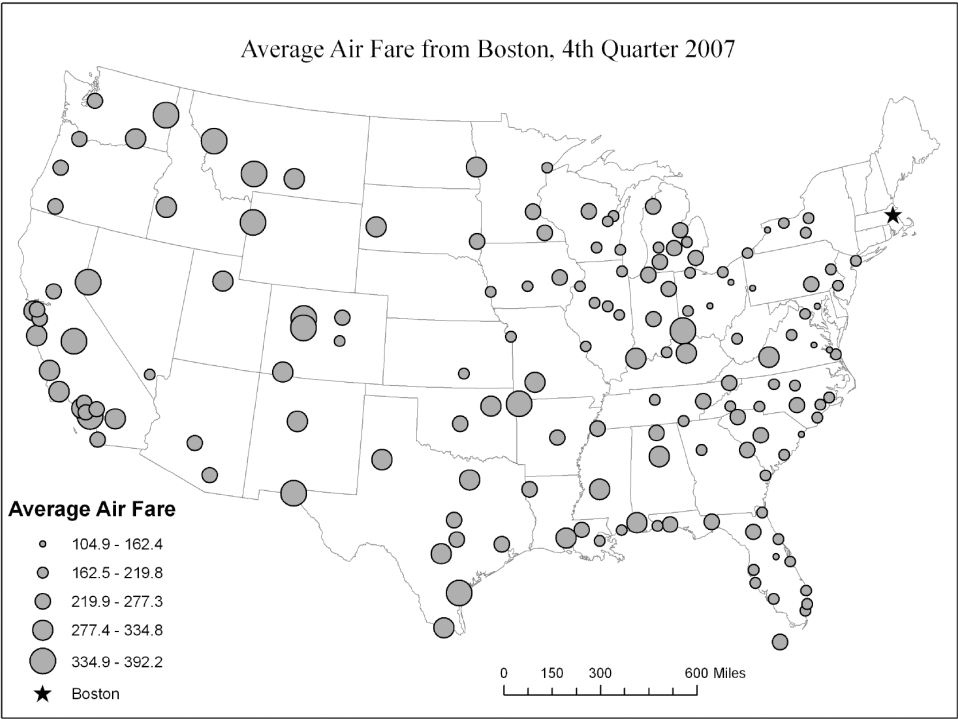 Average Air Fare from Boston, 4th Quarter 2007
Average Air Fare
104.9 - 162.4
162.5 - 219.8
219.9 - 277.3
277.4 - 334.8
334.9 - 392.2
Boston
0 150 300 600 Miles